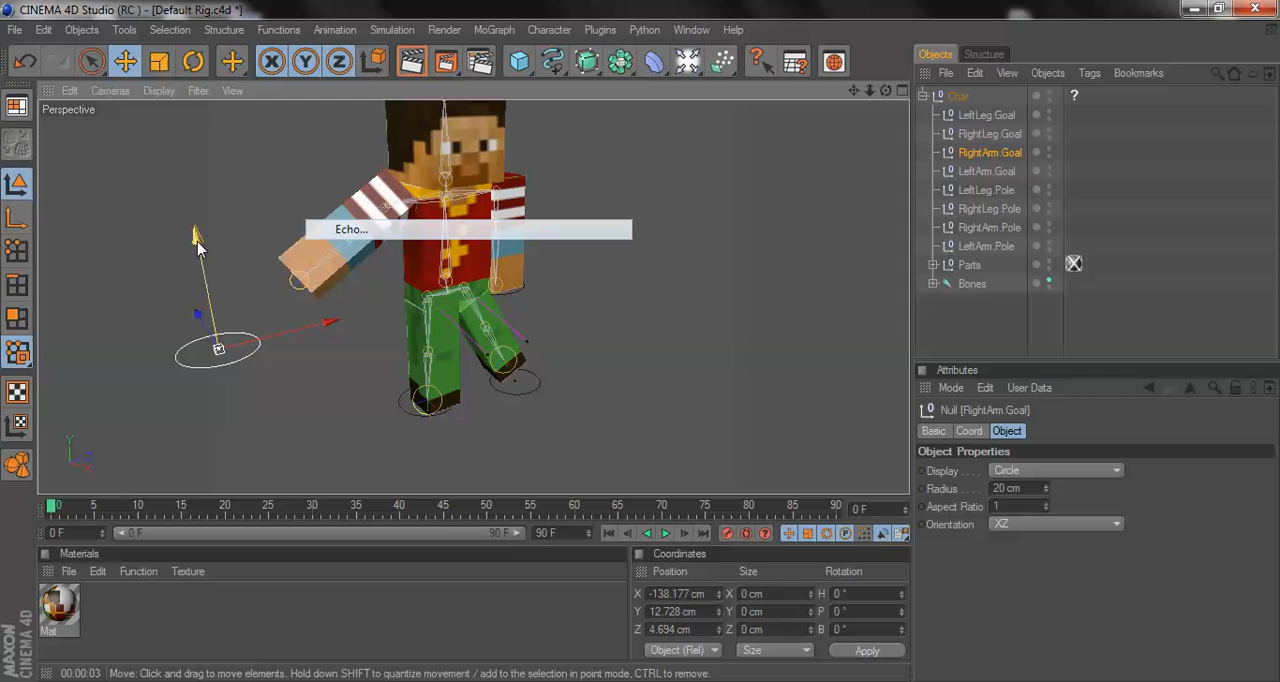 CINEMA 4D Studio (RC ) - [Default Rig.c4d *]
File Edit Objects Tools Selection Structure Functions Animation Simulation Render MoGraph Character Plugins Python Window Help
Edit Cameras Display Filter View
Perspective
Echo...
Y
0 5 10 15 20 25 30 35 40 45 50 55 60 65 70 75 80 85 90 0 F
0 F 0 F 90 F 90 F
Materials
File Edit Function Texture
Mat
MAXON
CINEMA 4D
Coordinates
Position Size Rotation
X -138.177 cm X 0 cm H 0 °
Y 12.728 cm Y 0 cm P 0 °
Z 4.694 cm Z 0 cm B 0 °
Object (Rel) Size Apply
00:00:03 Move: Click and drag to move elements. Hold down SHIFT to quantize movement / add to the selection in point mode, CTRL to remove.
Objects Structure
File Edit View Objects Tags Bookmarks
Char ?
LeftLeg Goal
RightLeg.Goal
RightArm.Goal
LeftArm.Goal
LeftLeg.Pole
RightLeg.Pole
RightArm.Pole
LeftArm.Pole
Parts
Bones
Attributes
Mode Edit User Data
Null [RightArm.Goal]
Basic Coord. Object
Object Properties
Display . . . . Circle
Radius . . . . 20 cm
Aspect Ratio 1
Orientation . . XZ